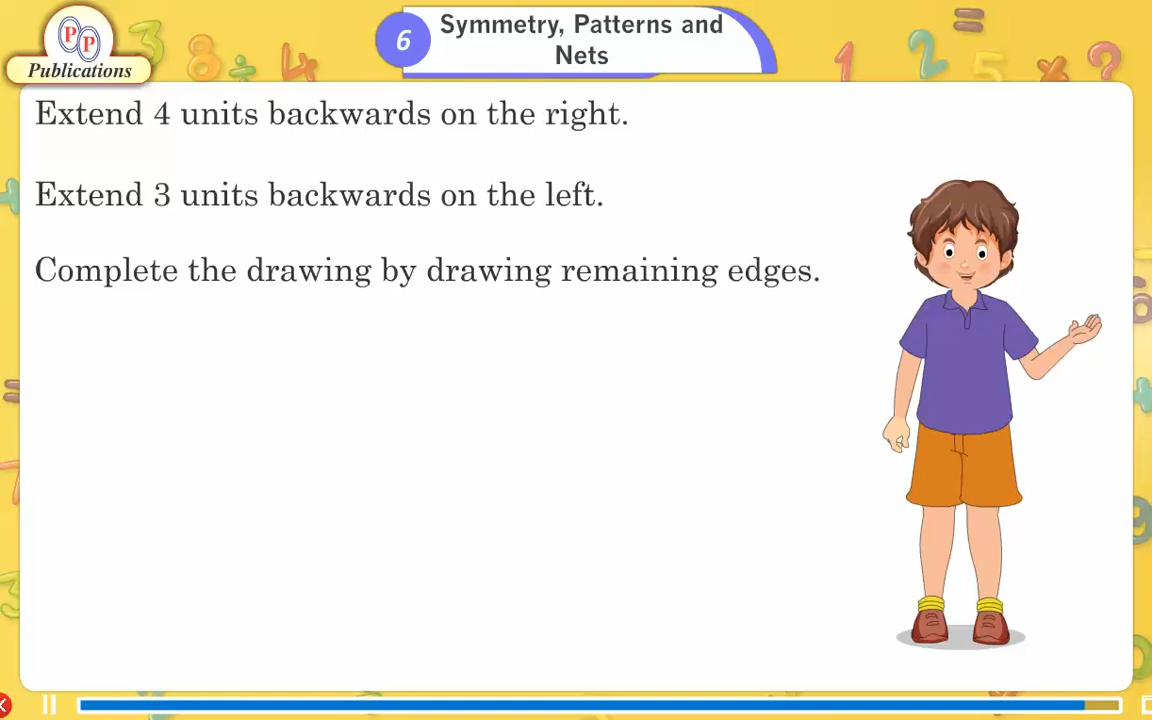 P P
Publications
6
Symmetry, Patterns and
Nets
Extend 4 units backwards on the right.
Extend 3 units backwards on the left.
Complete the drawing by drawing remaining edges.